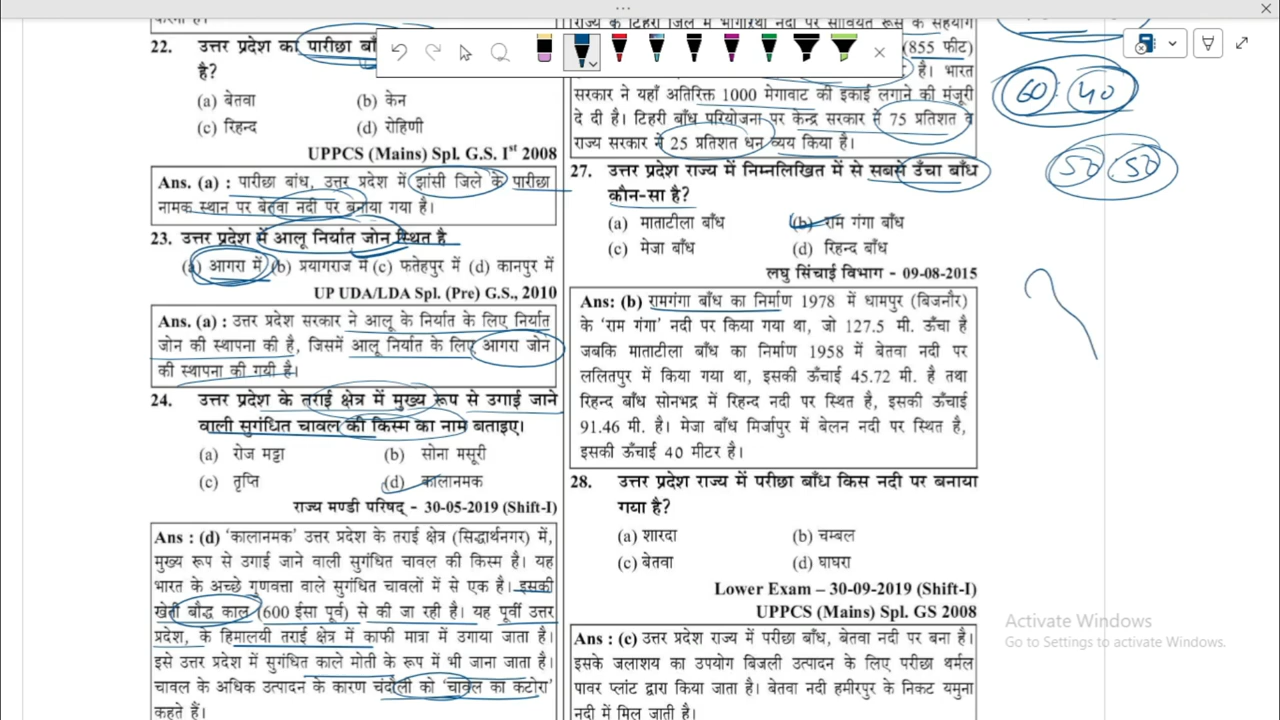 22. उत्तर प्रदेश का पारीछा
है?
(a) बेतवा (b) केन
(c) रिहन्द (d) रोहिणी
UPPCS (Mains) Spl. G.S. Ist 2008
Ans. (a) : पारीछा बांध, उत्तर प्रदेश में झांसी जिले के पारीछा
नामक स्थान पर बेतवा नदी पर बनाया गया है।
23. उत्तर प्रदेश में आलू निर्यात जोन स्थित है
(a) आगरा में (b) प्रयागराज में (c) फतेहपुर में (d) कानपुर में
UP UDA/LDA Spl. (Pre) G.S., 2010
Ans. (a) : उत्तर प्रदेश सरकार ने आलू के निर्यात के लिए निर्यात
जोन की स्थापना की है, जिसमें आलू निर्यात के लिए आगरा जोन
की स्थापना की गयी है।
24. उत्तर प्रदेश के तराई क्षेत्र में मुख्य रूप से उगाई जाने
वाली सुगंधित चावल की किस्म का नाम बताइए।
(a) रोज मट्टा (b) सोना मसूरी
(c) तृप्ति (d) कालानमक
राज्य मण्डी परिषद् - 30-05-2019 (Shift-I)
Ans : (d) ‘कालानमक’ उत्तर प्रदेश के तराई क्षेत्र (सिद्धार्थनगर) में,
मुख्य रूप से उगाई जाने वाली सुगंधित चावल की किस्म है। यह
भारत के अच्छे गुणवत्ता वाले सुगंधित चावलों में से एक है। इसकी
खेती बौद्ध काल (600 ईसा पूर्व) से की जा रही है। यह पूर्वी उत्तर
प्रदेश, के हिमालयी तराई क्षेत्र में काफी मात्रा में उगाया जाता है।
इसे उत्तर प्रदेश में सुगंधित काले मोती के रूप में भी जाना जाता है।
चावल के अधिक उत्पादन के कारण चंदौली को ‘चावल का कटोरा’
कहते हैं।
राज्य के टिहरी जिले में भागीरथी नदी पर सोवियत रूस के सहयोग
(855 फीट)
है। भारत
सरकार ने यहाँ अतिरिक्त 1000 मेगावाट की इकाई लगाने की मंजूरी
दे दी है। टिहरी बाँध परियोजना पर केन्द्र सरकार ने 75 प्रतिशत व
राज्य सरकार ने 25 प्रतिशत धन व्यय किया है।
27. उत्तर प्रदेश राज्य में निम्नलिखित में से सबसे उँचा बाँध
कौन-सा है?
(a) माताटीला बाँध (b) राम गंगा बाँध
(c) मेजा बाँध (d) रिहन्द बाँध
लघु सिंचाई विभाग - 09-08-2015
Ans: (b) रामगंगा बाँध का निर्माण 1978 में धामपुर (बिजनौर)
के ‘राम गंगा’ नदी पर किया गया था, जो 127.5 मी. ऊँचा है
जबकि माताटीला बाँध का निर्माण 1958 में बेतवा नदी पर
ललितपुर में किया गया था, इसकी ऊँचाई 45.72 मी. है तथा
रिहन्द बाँध सोनभद्र में रिहन्द नदी पर स्थित है, इसकी ऊँचाई
91.46 मी. है। मेजा बाँध मिर्जापुर में बेलन नदी पर स्थित है,
इसकी ऊँचाई 40 मीटर है।
28. उत्तर प्रदेश राज्य में परीछा बाँध किस नदी पर बनाया
गया है?
(a) शारदा (b) चम्बल
(c) बेतवा (d) घाघरा
Lower Exam – 30-09-2019 (Shift-I)
UPPCS (Mains) Spl. GS 2008
Ans : (c) उत्तर प्रदेश राज्य में परीछा बाँध, बेतवा नदी पर बना है।
इसके जलाशय का उपयोग बिजली उत्पादन के लिए परीछा थर्मल
पावर प्लांट द्वारा किया जाता है। बेतवा नदी हमीरपुर के निकट यमुना
नदी में मिल जाती है।
60 : 40
50 : 50
Activate Windows
Go to Settings to activate Windows.